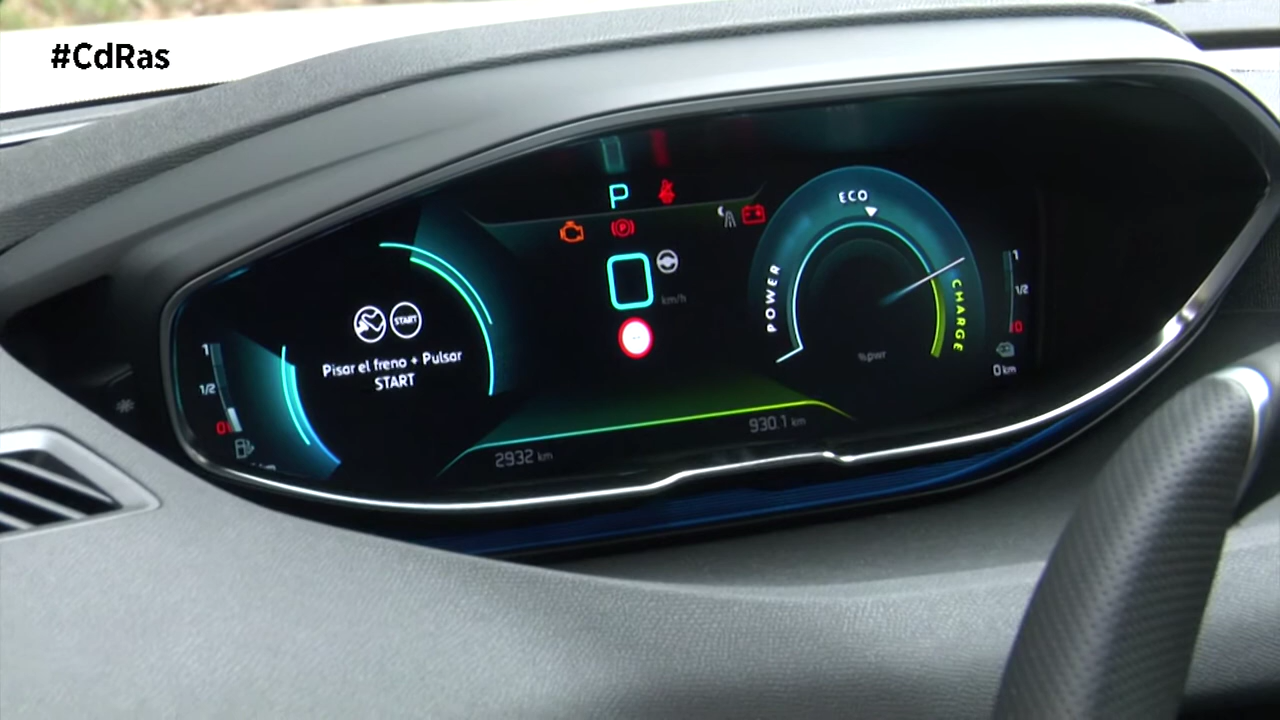 #CdRas
P
ECO
POWER
CHARGE
START
Pisar el freno + Pulsar
START
0
km/h
%pwr
1
1/2
0
1
1/2
0
0 km
2932 km
930.1 km